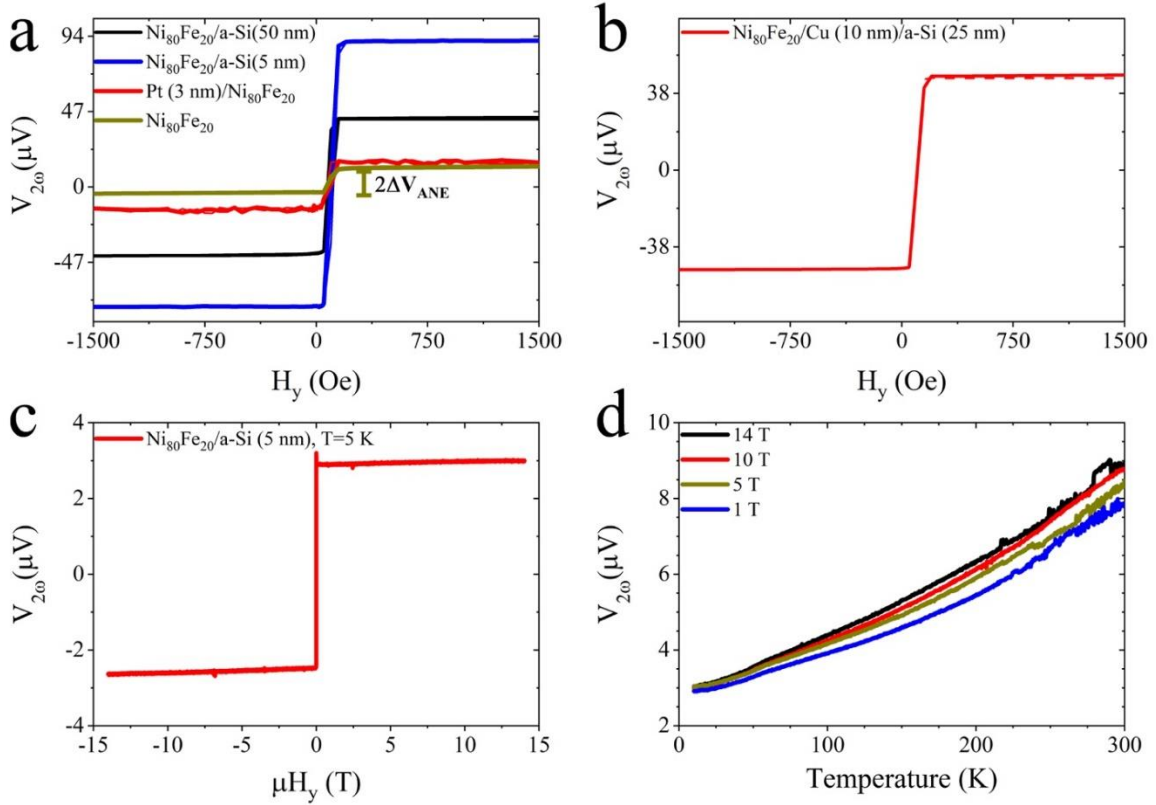 a
Ni₈₀Fe₂₀/a-Si(50 nm)
Ni₈₀Fe₂₀/a-Si(5 nm)
Pt (3 nm)/Ni₈₀Fe₂₀
Ni₈₀Fe₂₀
2ΔV_ANE
94
47
0
-47
V₂ω(μV)
-1500 -750 0 750 1500
H_y (Oe)
b
Ni₈₀Fe₂₀/Cu (10 nm)/a-Si (25 nm)
38
0
-38
V₂ω(μV)
-1500 -750 0 750 1500
H_y (Oe)
c
Ni₈₀Fe₂₀/a-Si (5 nm), T=5 K
4
2
0
-2
-4
V₂ω(μV)
-15 -10 -5 0 5 10 15
μH_y (T)
d
14 T
10 T
5 T
1 T
10
8
6
4
2
V₂ω(μV)
0 100 200 300
Temperature (K)